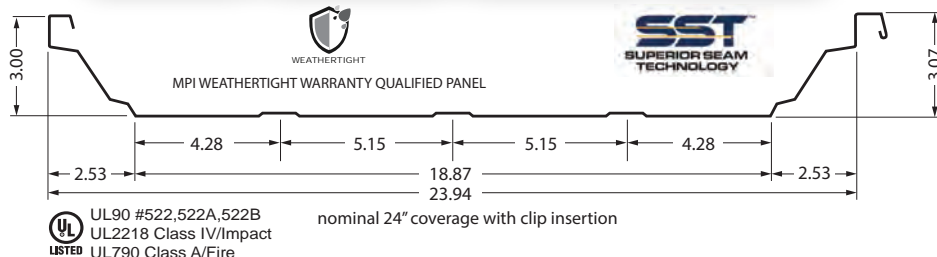 3.00
WEATHERTIGHT
MPI WEATHERTIGHT WARRANTY QUALIFIED PANEL
SST
SUPERIOR SEAM
TECHNOLOGY
3.07
4.28 5.15 5.15 4.28
2.53 18.87 2.53
23.94
nominal 24" coverage with clip insertion
UL
LISTED
UL90 #522,522A,522B
UL2218 Class IV/Impact
UL790 Class A/Fire